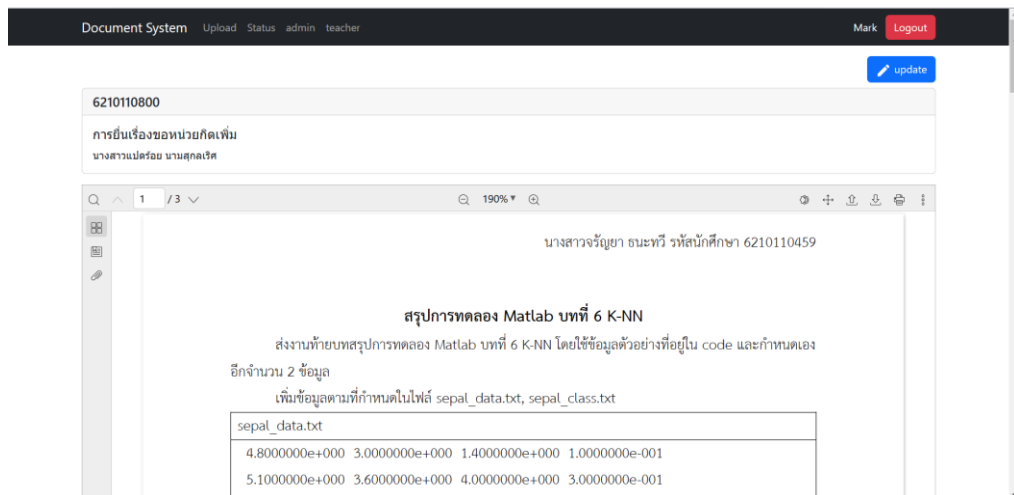 Document System Upload Status admin teacher Mark Logout
update
6210110800
การยื่นเรื่องขอหน่วยกิตเพิ่ม
นางสาวแปดร้อย นามสุกลเริศ
1 / 3 190%
นางสาวจรัญยา ธนะทวี รหัสนักศึกษา 6210110459
สรุปการทดลอง Matlab บทที่ 6 K-NN
ส่งงานท้ายบทสรุปการทดลอง Matlab บทที่ 6 K-NN โดยใช้ข้อมูลตัวอย่างที่อยู่ใน code และกำหนดเอง
อีกจำนวน 2 ข้อมูล
เพิ่มข้อมูลตามที่กำหนดในไฟล์ sepal_data.txt, sepal_class.txt
sepal_data.txt
4.8000000e+000 3.0000000e+000 1.4000000e+000 1.0000000e-001
5.1000000e+000 3.6000000e+000 4.0000000e+000 3.0000000e-001